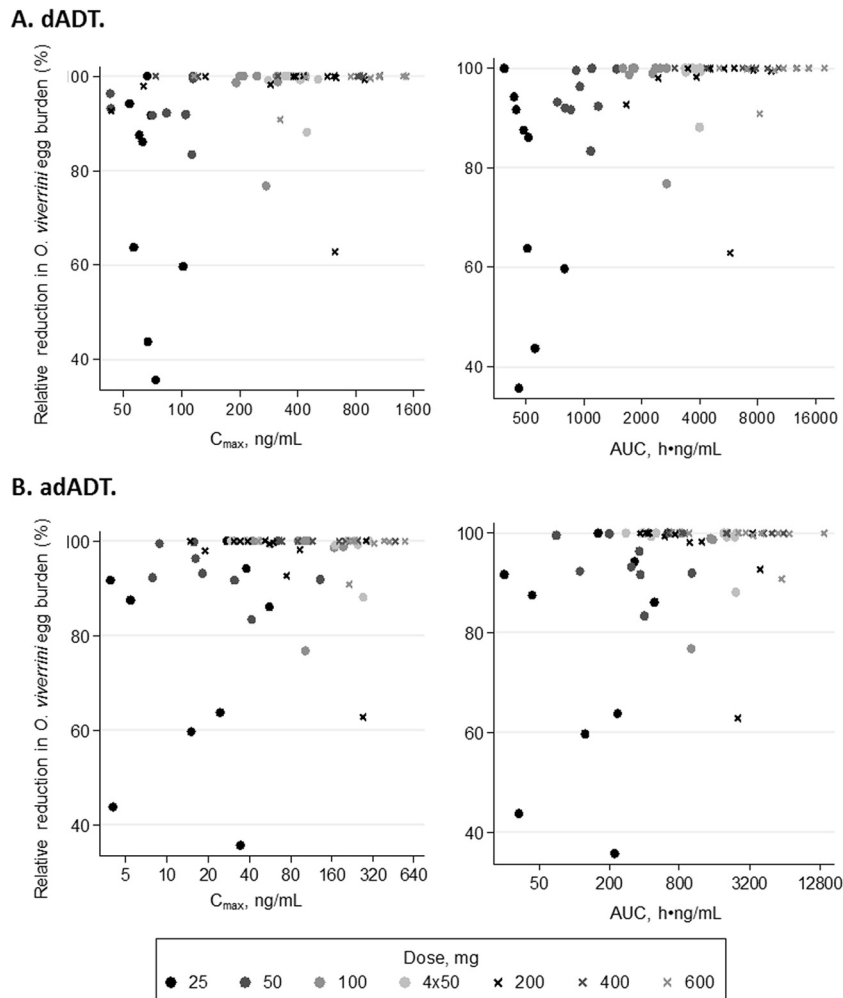 A. dADT.
Relative reduction in O. viverrini egg burden (%)
100
80
60
40
50 100 200 400 800 1600
Cmax, ng/mL
100
80
60
40
500 1000 2000 4000 8000 16000
AUC, h•ng/mL
B. adADT.
Relative reduction in O. viverrini egg burden (%)
100
80
60
40
5 10 20 40 80 160 320 640
Cmax, ng/mL
100
80
60
40
50 200 800 3200 12800
AUC, h•ng/mL
Dose, mg
25 50 100 4x50 200 400 600